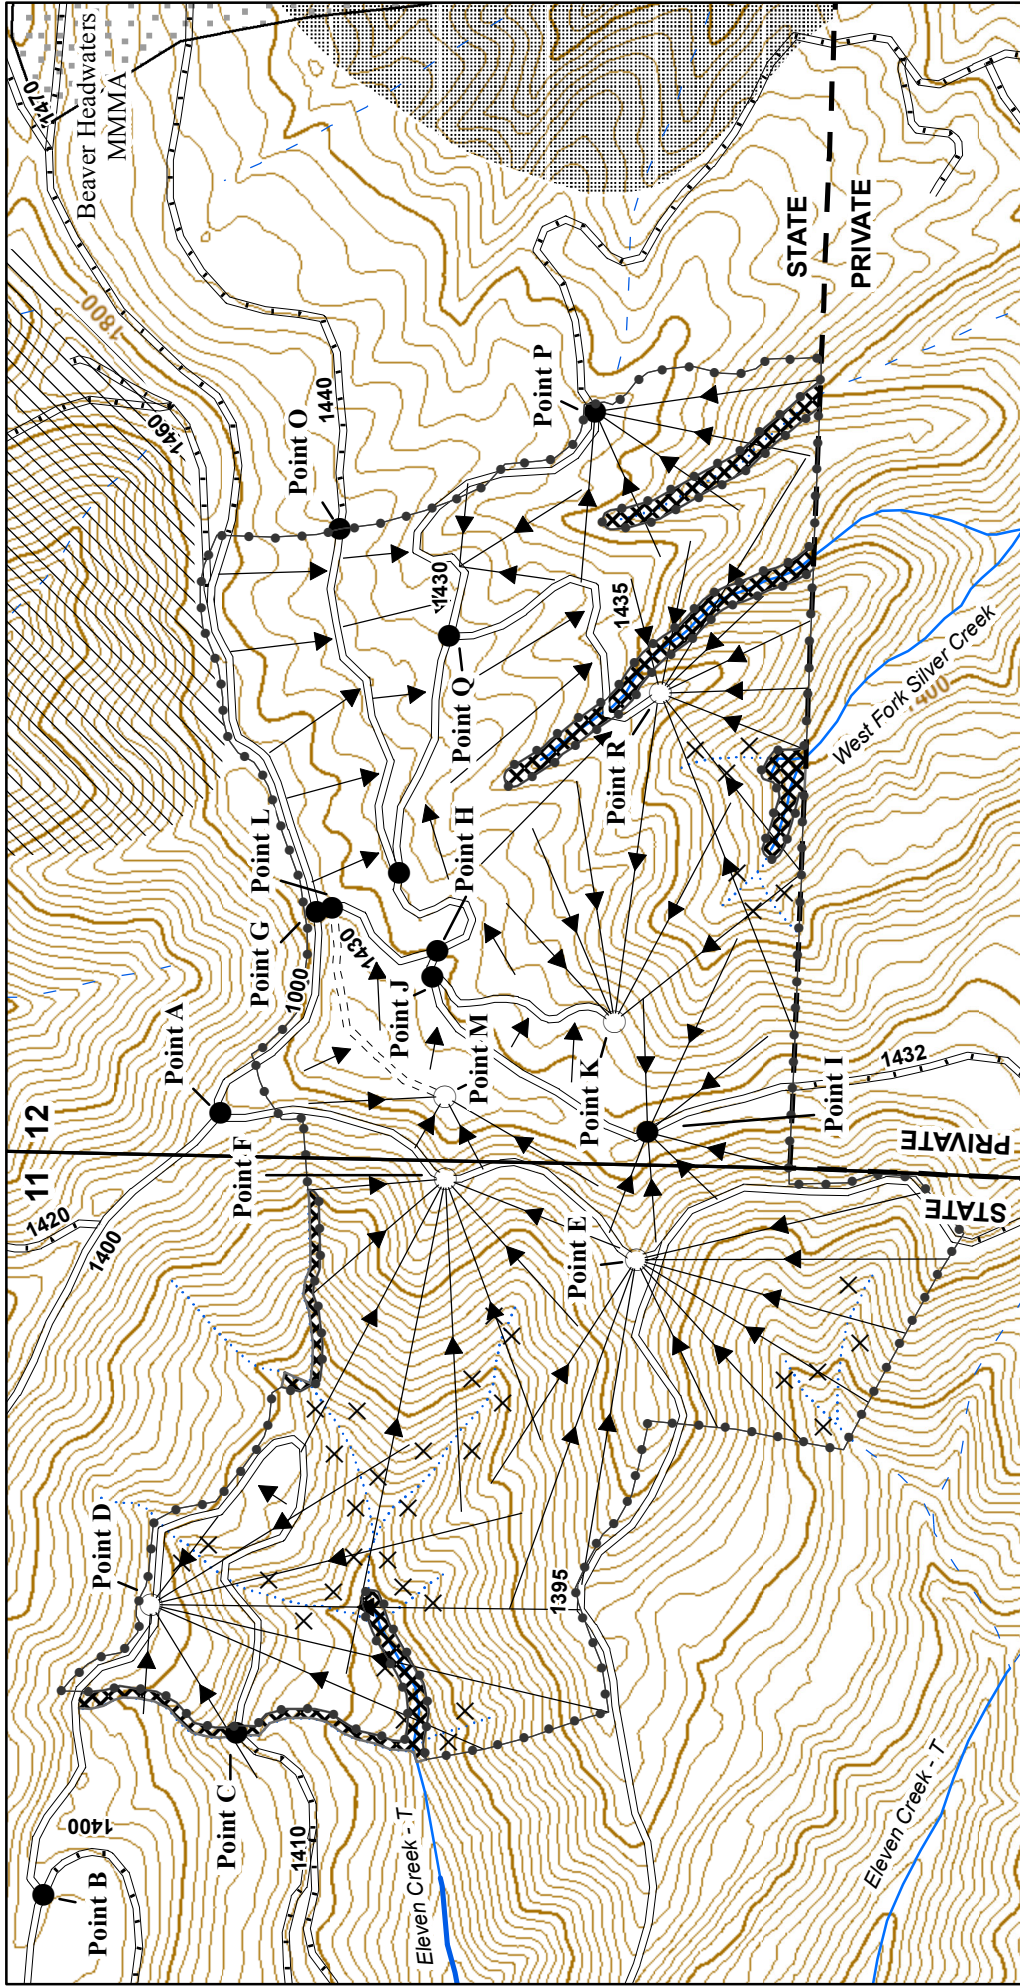 Beaver Headwaters
MMMA
1470
1800
1460
1440
Point O
Point P
STATE
PRIVATE
1430
1435
Point Q
West Fork Silver Creek
Point R
Point L
Point H
Point G
1430
1000
Point J
Point M
Point A
Point K
Point I
1432
12
11
PRIVATE
STATE
Point F
1420
1400
Point E
Point D
1395
Point C
1400
1410
Point B
Eleven Creek - T
Eleven Creek - T